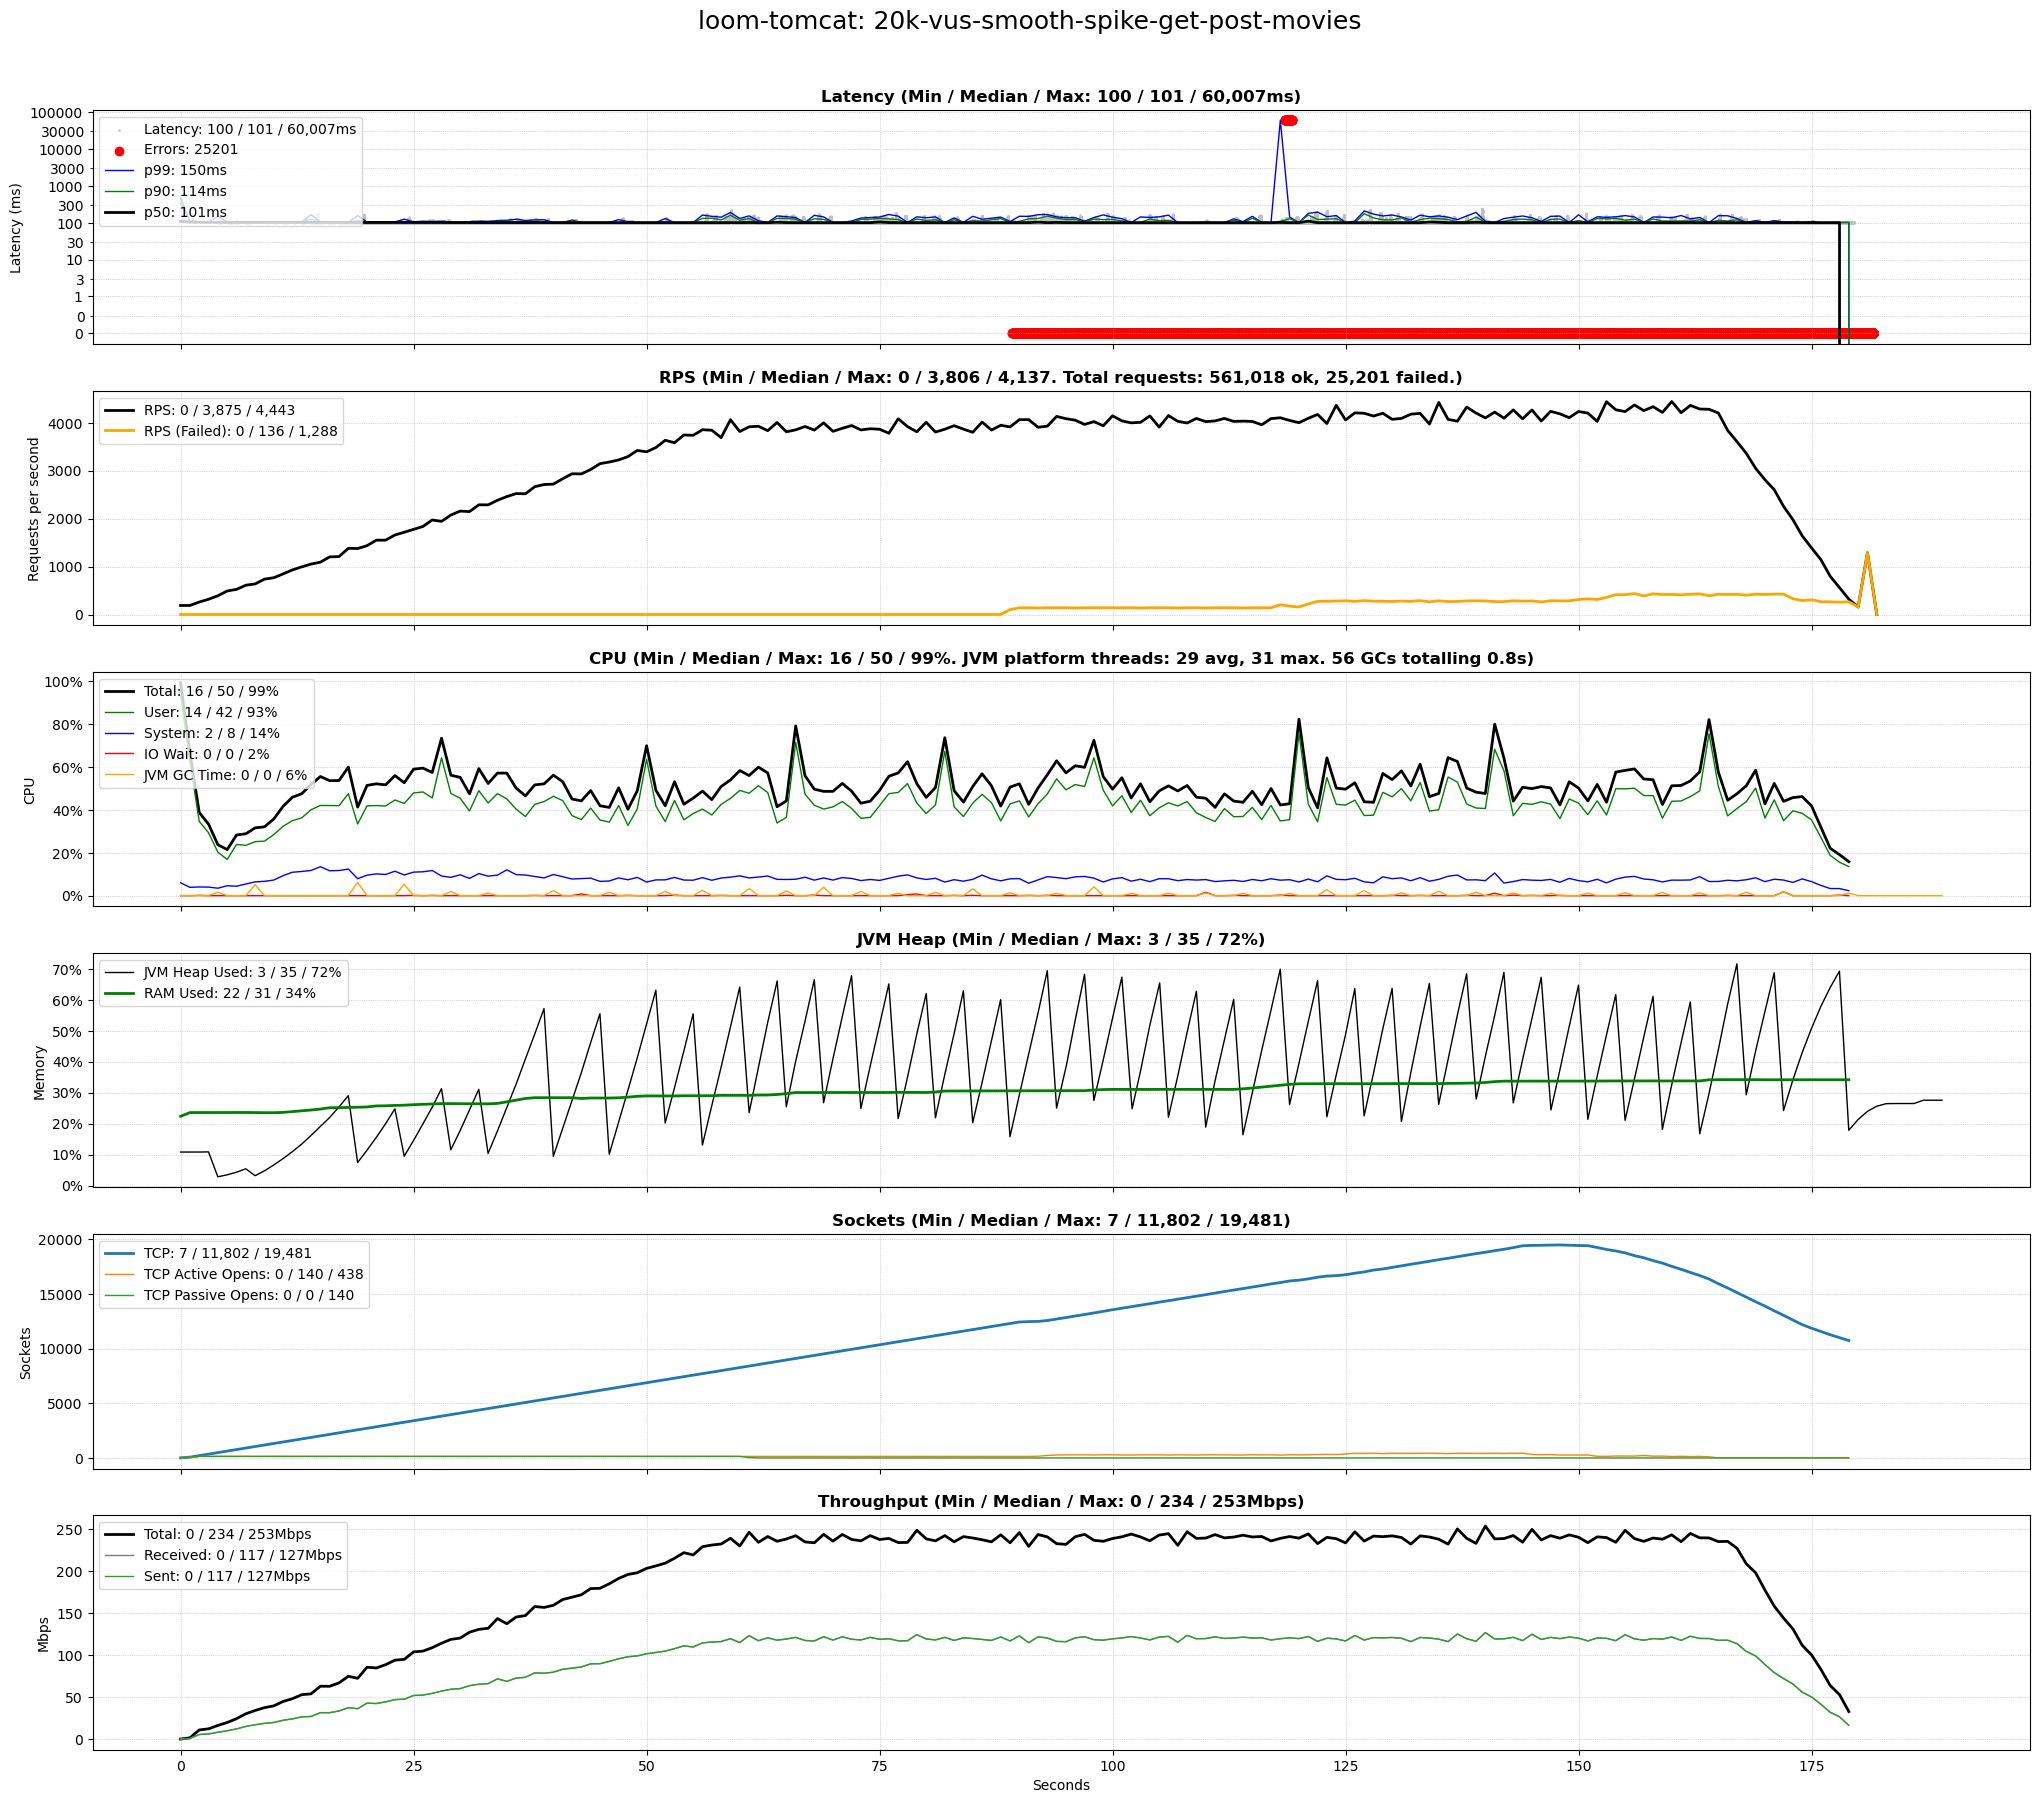 loom-tomcat: 20k-vus-smooth-spike-get-post-movies
Latency (Min / Median / Max: 100 / 101 / 60,007ms)
Latency (ms)
100000
30000
10000
3000
1000
300
100
30
10
3
1
0
0
Latency: 100 / 101 / 60,007ms
Errors: 25201
p99: 150ms
p90: 114ms
p50: 101ms
RPS (Min / Median / Max: 0 / 3,806 / 4,137. Total requests: 561,018 ok, 25,201 failed.)
Requests per second
4000
3000
2000
1000
0
RPS: 0 / 3,875 / 4,443
RPS (Failed): 0 / 136 / 1,288
CPU (Min / Median / Max: 16 / 50 / 99%. JVM platform threads: 29 avg, 31 max. 56 GCs totalling 0.8s)
CPU
100%
80%
60%
40%
20%
0%
Total: 16 / 50 / 99%
User: 14 / 42 / 93%
System: 2 / 8 / 14%
IO Wait: 0 / 0 / 2%
JVM GC Time: 0 / 0 / 6%
JVM Heap (Min / Median / Max: 3 / 35 / 72%)
Memory
70%
60%
50%
40%
30%
20%
10%
0%
JVM Heap Used: 3 / 35 / 72%
RAM Used: 22 / 31 / 34%
Sockets (Min / Median / Max: 7 / 11,802 / 19,481)
Sockets
20000
15000
10000
5000
0
TCP: 7 / 11,802 / 19,481
TCP Active Opens: 0 / 140 / 438
TCP Passive Opens: 0 / 0 / 140
Throughput (Min / Median / Max: 0 / 234 / 253Mbps)
Mbps
250
200
150
100
50
0
Total: 0 / 234 / 253Mbps
Received: 0 / 117 / 127Mbps
Sent: 0 / 117 / 127Mbps
0 25 50 75 100 125 150 175
Seconds